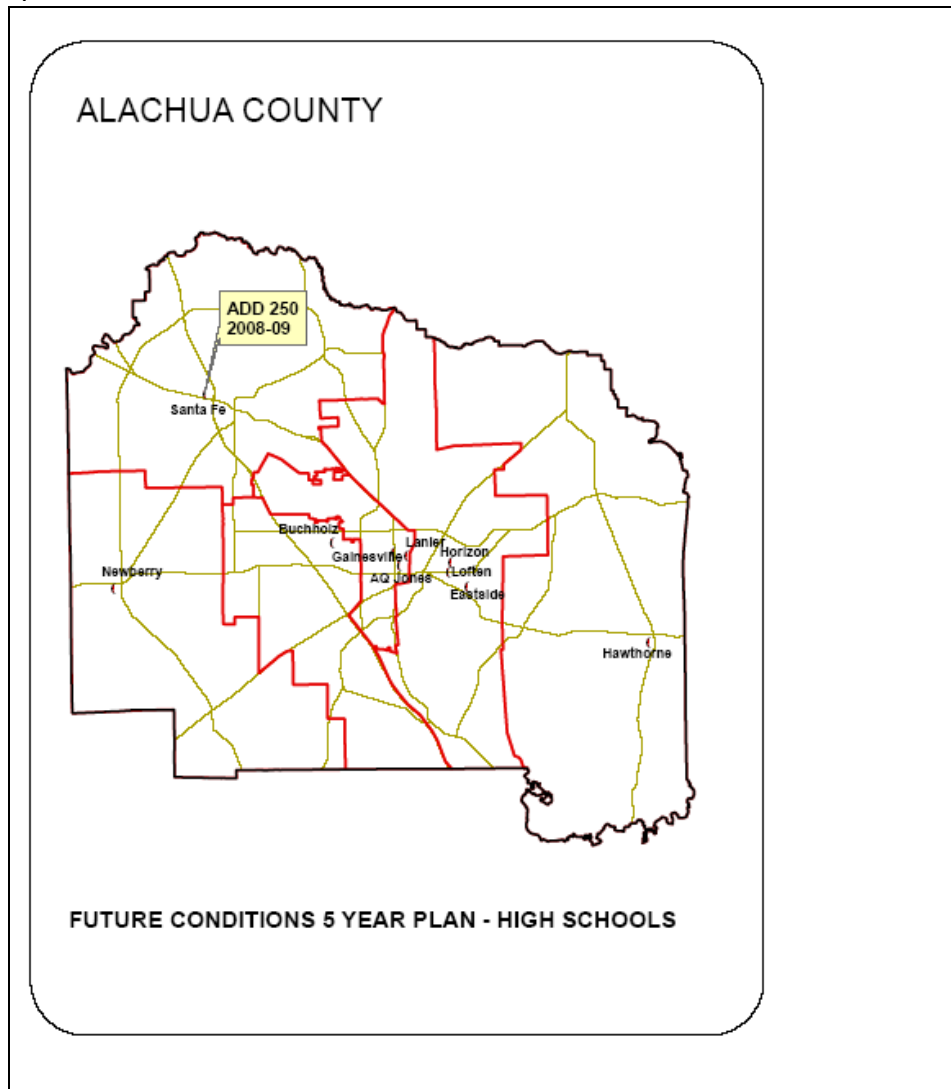 ALACHUA COUNTY
ADD 250
2008-09
Santa Fe
Buchholz
Lanier
Gainesville
Horizon
Newberry
AQ Jones
Loften
Eastside
Hawthorne
FUTURE CONDITIONS 5 YEAR PLAN - HIGH SCHOOLS